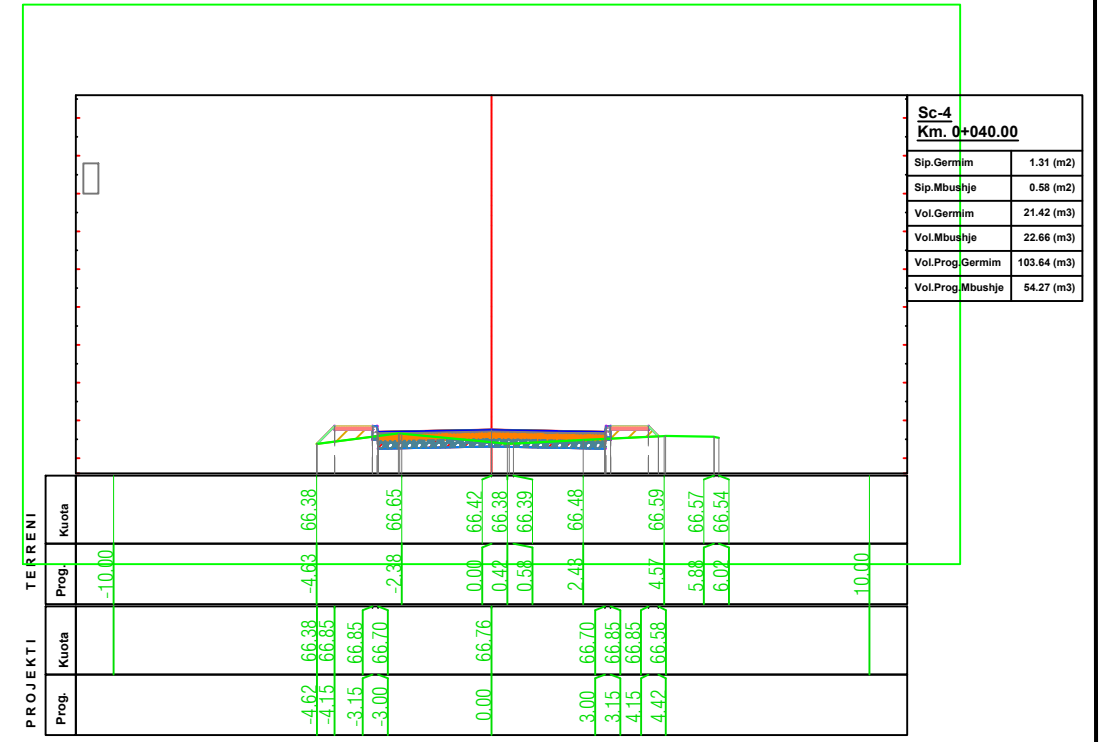 Sc-4
Km. 0+040.00
Sip.Germim 1.31 (m2)
Sip.Mbushje 0.58 (m2)
Vol.Germim 21.42 (m3)
Vol.Mbushje 22.66 (m3)
Vol.Prog.Germim 103.64 (m3)
Vol.Prog.Mbushje 54.27 (m3)
TERRENI
Kuota 66.38 66.65 66.42 66.38 66.39 66.48 66.59 66.57 66.54
Prog. -10.00 -4.63 -2.38 0.00 0.42 0.58 2.48 4.57 5.88 6.02 10.00
PROJEKTI
Kuota 66.38 66.85 66.85 66.70 66.76 66.70 66.85 66.85 66.58
Prog. -4.62 -4.15 -3.15 -3.00 0.00 3.00 3.15 4.15 4.42